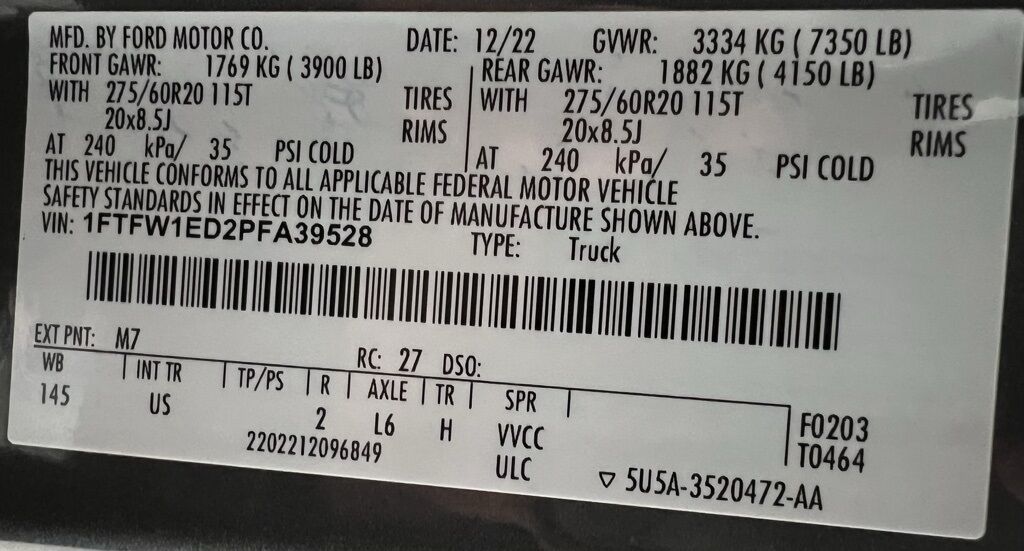 MFD. BY FORD MOTOR CO. DATE: 12/22 GVWR: 3334 KG ( 7350 LB)
FRONT GAWR: 1769 KG ( 3900 LB) REAR GAWR: 1882 KG ( 4150 LB)
WITH 275/60R20 115T TIRES WITH 275/60R20 115T TIRES
20x8.5J RIMS 20x8.5J RIMS
AT 240 kPa/ 35 PSI COLD AT 240 kPa/ 35 PSI COLD
THIS VEHICLE CONFORMS TO ALL APPLICABLE FEDERAL MOTOR VEHICLE
SAFETY STANDARDS IN EFFECT ON THE DATE OF MANUFACTURE SHOWN ABOVE.
VIN: 1FTFW1ED2PFA39528 TYPE: Truck
EXT PNT: M7 RC: 27 DSO:
WB INT TR TP/PS R AXLE TR SPR
145 US 2 L6 H VVCC F0203
2202212096849 ULC T0464
▽ 5U5A-3520472-AA